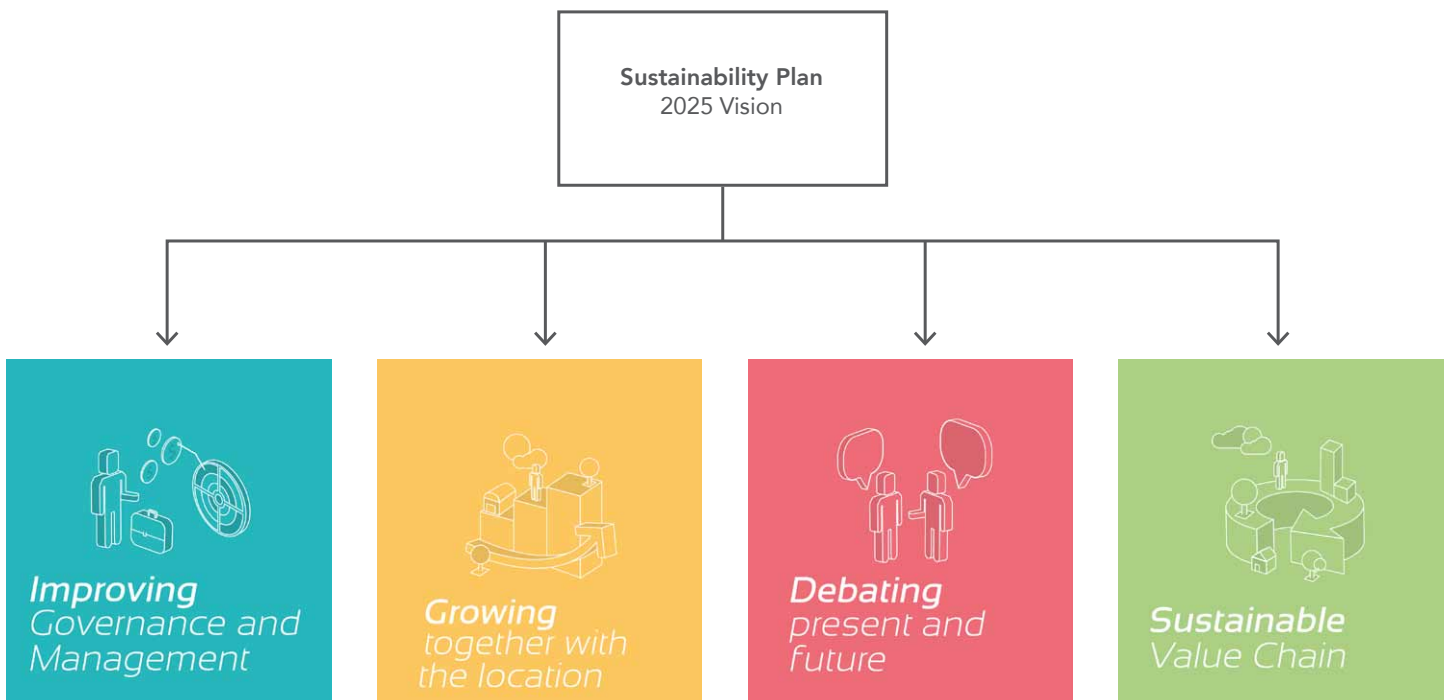 Sustainability Plan
2025 Vision
Improving
Governance and
Management
Growing
together with
the location
Debating
present and
future
Sustainable
Value Chain